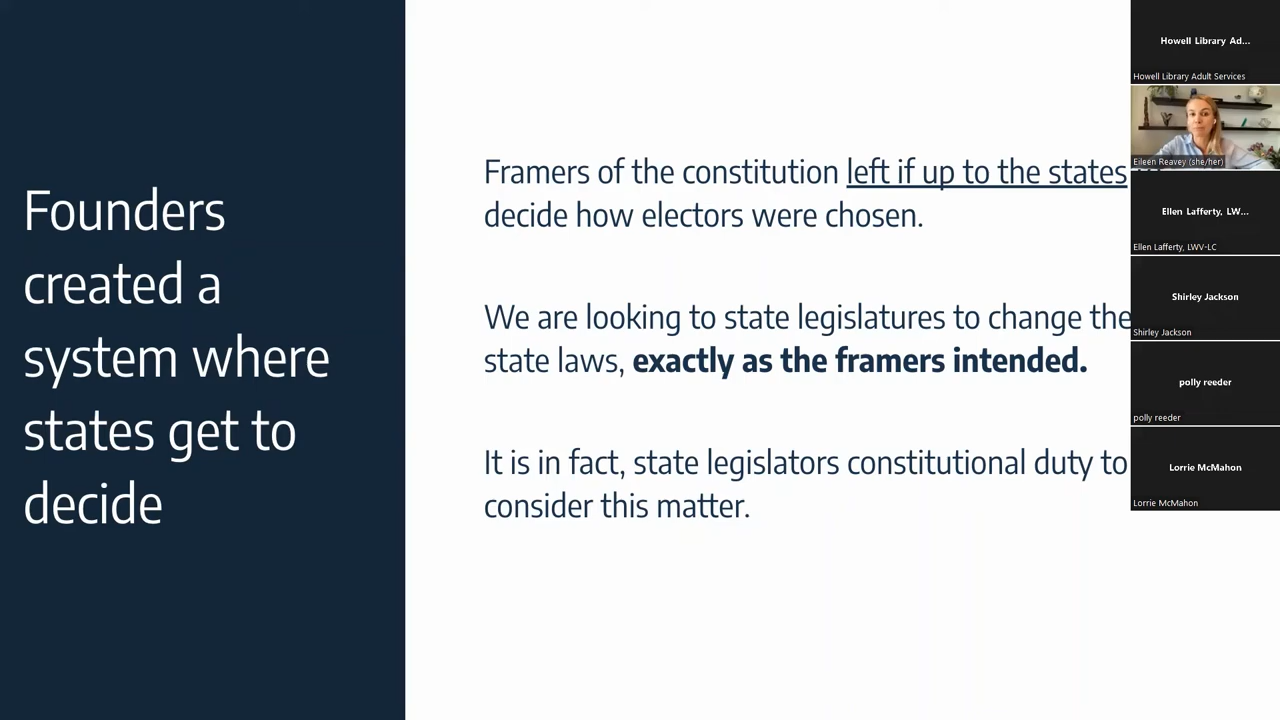 Founders
created a
system where
states get to
decide
Framers of the constitution left if up to the states
decide how electors were chosen.
We are looking to state legislatures to change the
state laws, exactly as the framers intended.
It is in fact, state legislators constitutional duty to
consider this matter.
Howell Library Ad...
Howell Library Adult Services
Eileen Reavey (she/her)
Ellen Lafferty, LW...
Ellen Lafferty, LWV-LC
Shirley Jackson
Shirley Jackson
polly reeder
polly reeder
Lorrie McMahon
Lorrie McMahon